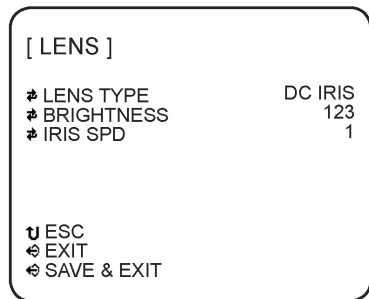 [ LENS ]
LENS TYPE DC IRIS
BRIGHTNESS 123
IRIS SPD 1
ESC
EXIT
SAVE & EXIT